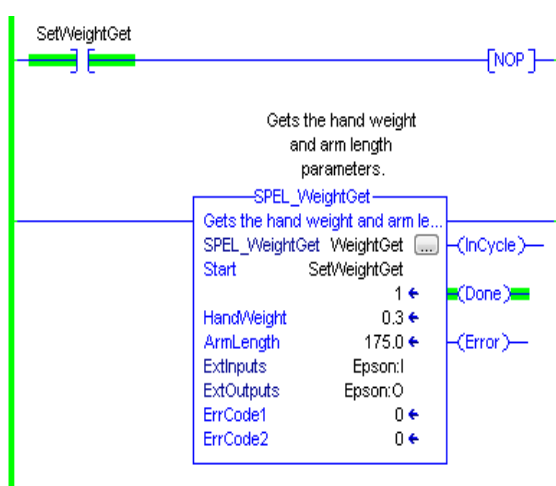 SetWeightGet
NOP
Gets the hand weight
and arm length
parameters.
SPEL_WeightGet
Gets the hand weight and arm le...
SPEL_WeightGet WeightGet ... (InCycle)
Start SetWeightGet
1 (Done)
HandWeight 0.3
ArmLength 175.0 (Error)
ExtInputs Epson:I
ExtOutputs Epson:O
ErrCode1 0
ErrCode2 0